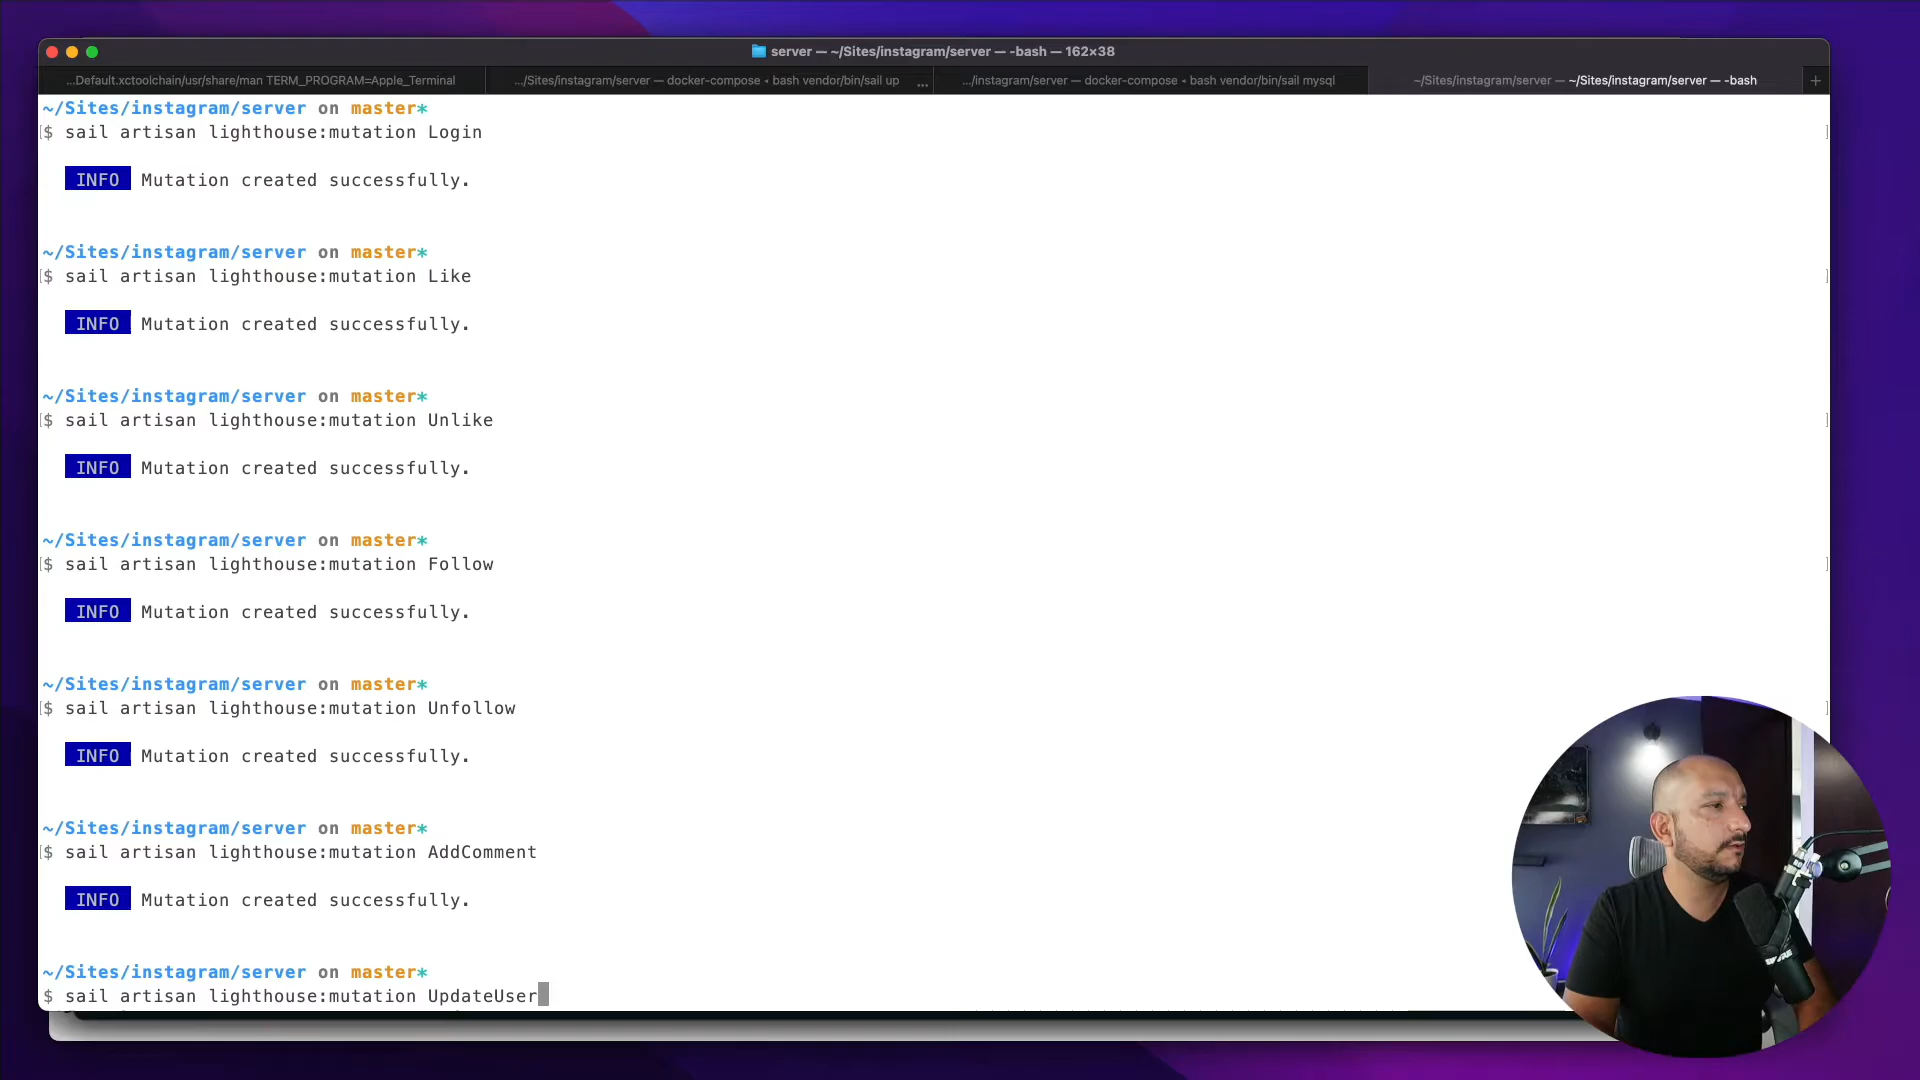 server — ~/Sites/instagram/server — -bash — 162×38
...Default.xctoolchain/usr/share/man TERM_PROGRAM=Apple_Terminal
.../Sites/instagram/server — docker-compose ◂ bash vendor/bin/sail up ...
.../instagram/server — docker-compose ◂ bash vendor/bin/sail mysql
~/Sites/instagram/server — ~/Sites/instagram/server — -bash
+
~/Sites/instagram/server on master*
[$ sail artisan lighthouse:mutation Login ]
INFO Mutation created successfully.
~/Sites/instagram/server on master*
[$ sail artisan lighthouse:mutation Like ]
INFO Mutation created successfully.
~/Sites/instagram/server on master*
[$ sail artisan lighthouse:mutation Unlike ]
INFO Mutation created successfully.
~/Sites/instagram/server on master*
[$ sail artisan lighthouse:mutation Follow ]
INFO Mutation created successfully.
~/Sites/instagram/server on master*
[$ sail artisan lighthouse:mutation Unfollow ]
INFO Mutation created successfully.
~/Sites/instagram/server on master*
[$ sail artisan lighthouse:mutation AddComment
INFO Mutation created successfully.
~/Sites/instagram/server on master*
$ sail artisan lighthouse:mutation UpdateUser